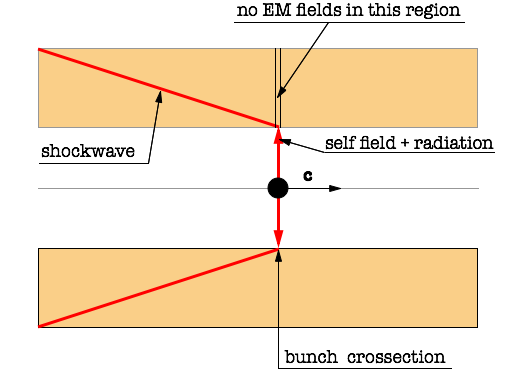 no EM fields in this region
self field + radiation
shockwave
c
bunch crossection